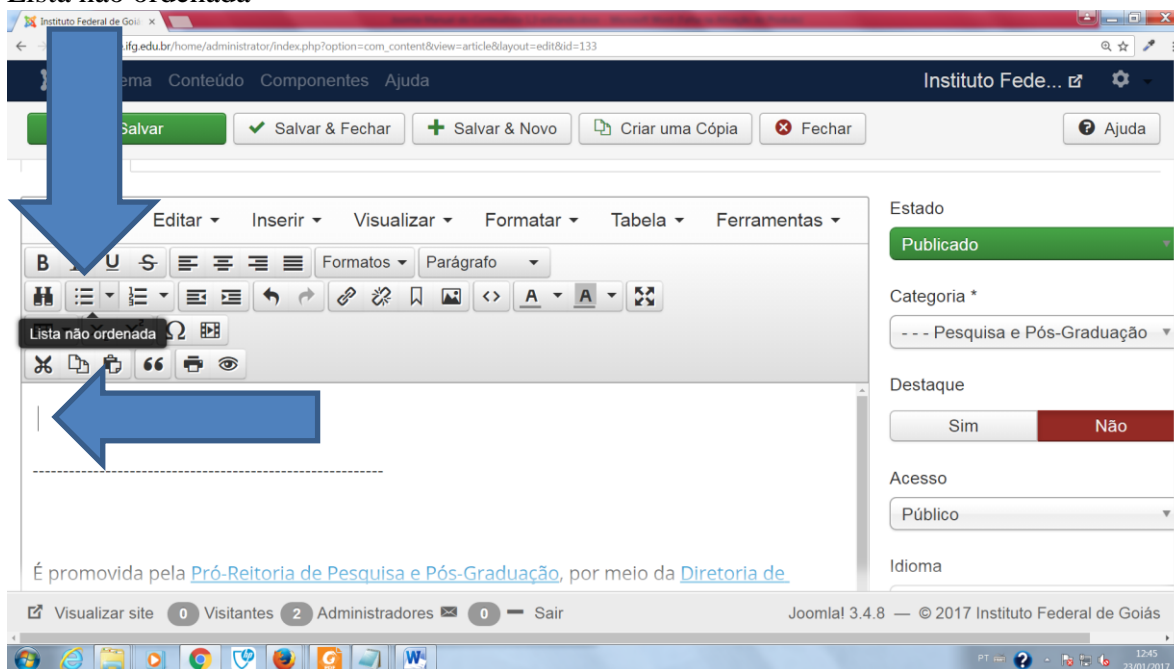 Lista não ordenada
Instituto Federal de Goiá
ifg.edu.br/home/administrator/index.php?option=com_content&view=article&layout=edit&id=133
Conteúdo Componentes Ajuda
Instituto Fede...
Salvar
Salvar & Fechar
Salvar & Novo
Criar uma Cópia
Fechar
Ajuda
Editar Inserir Visualizar Formatar Tabela Ferramentas
Estado
Publicado
B U S Formatos Parágrafo
A A
Categoria *
Lista não ordenada Ω
- - - Pesquisa e Pós-Graduação
Destaque
Sim Não
Acesso
Público
Idioma
É promovida pela Pró-Reitoria de Pesquisa e Pós-Graduação, por meio da Diretoria de
Visualizar site 0 Visitantes 2 Administradores 0 Sair
Joomla! 3.4.8 — © 2017 Instituto Federal de Goiás
PT
12:45
23/01/2017